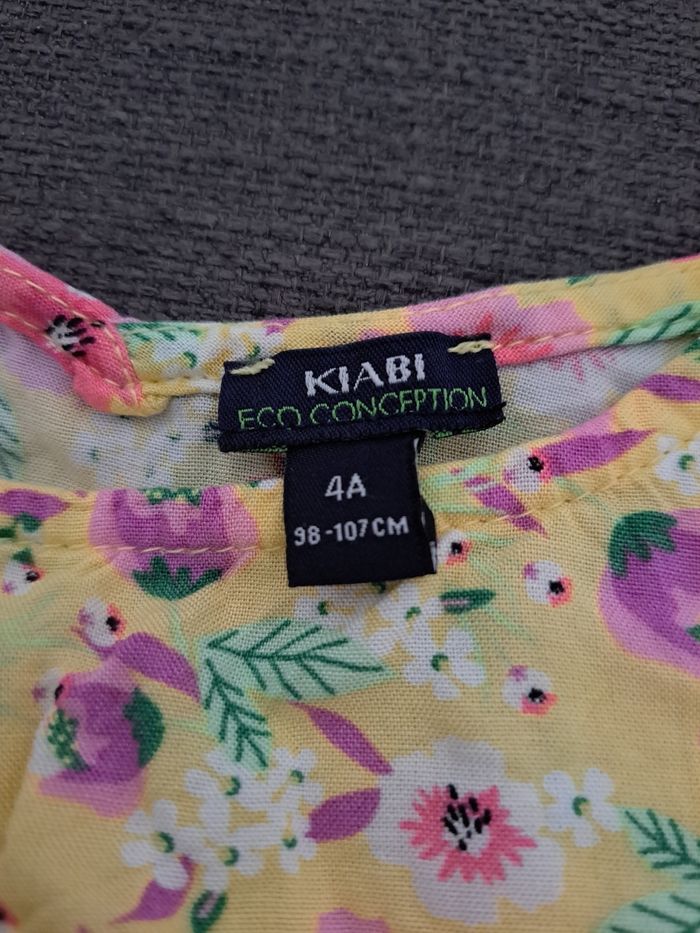 KIABI
ECO CONCEPTION
4A
98-107CM